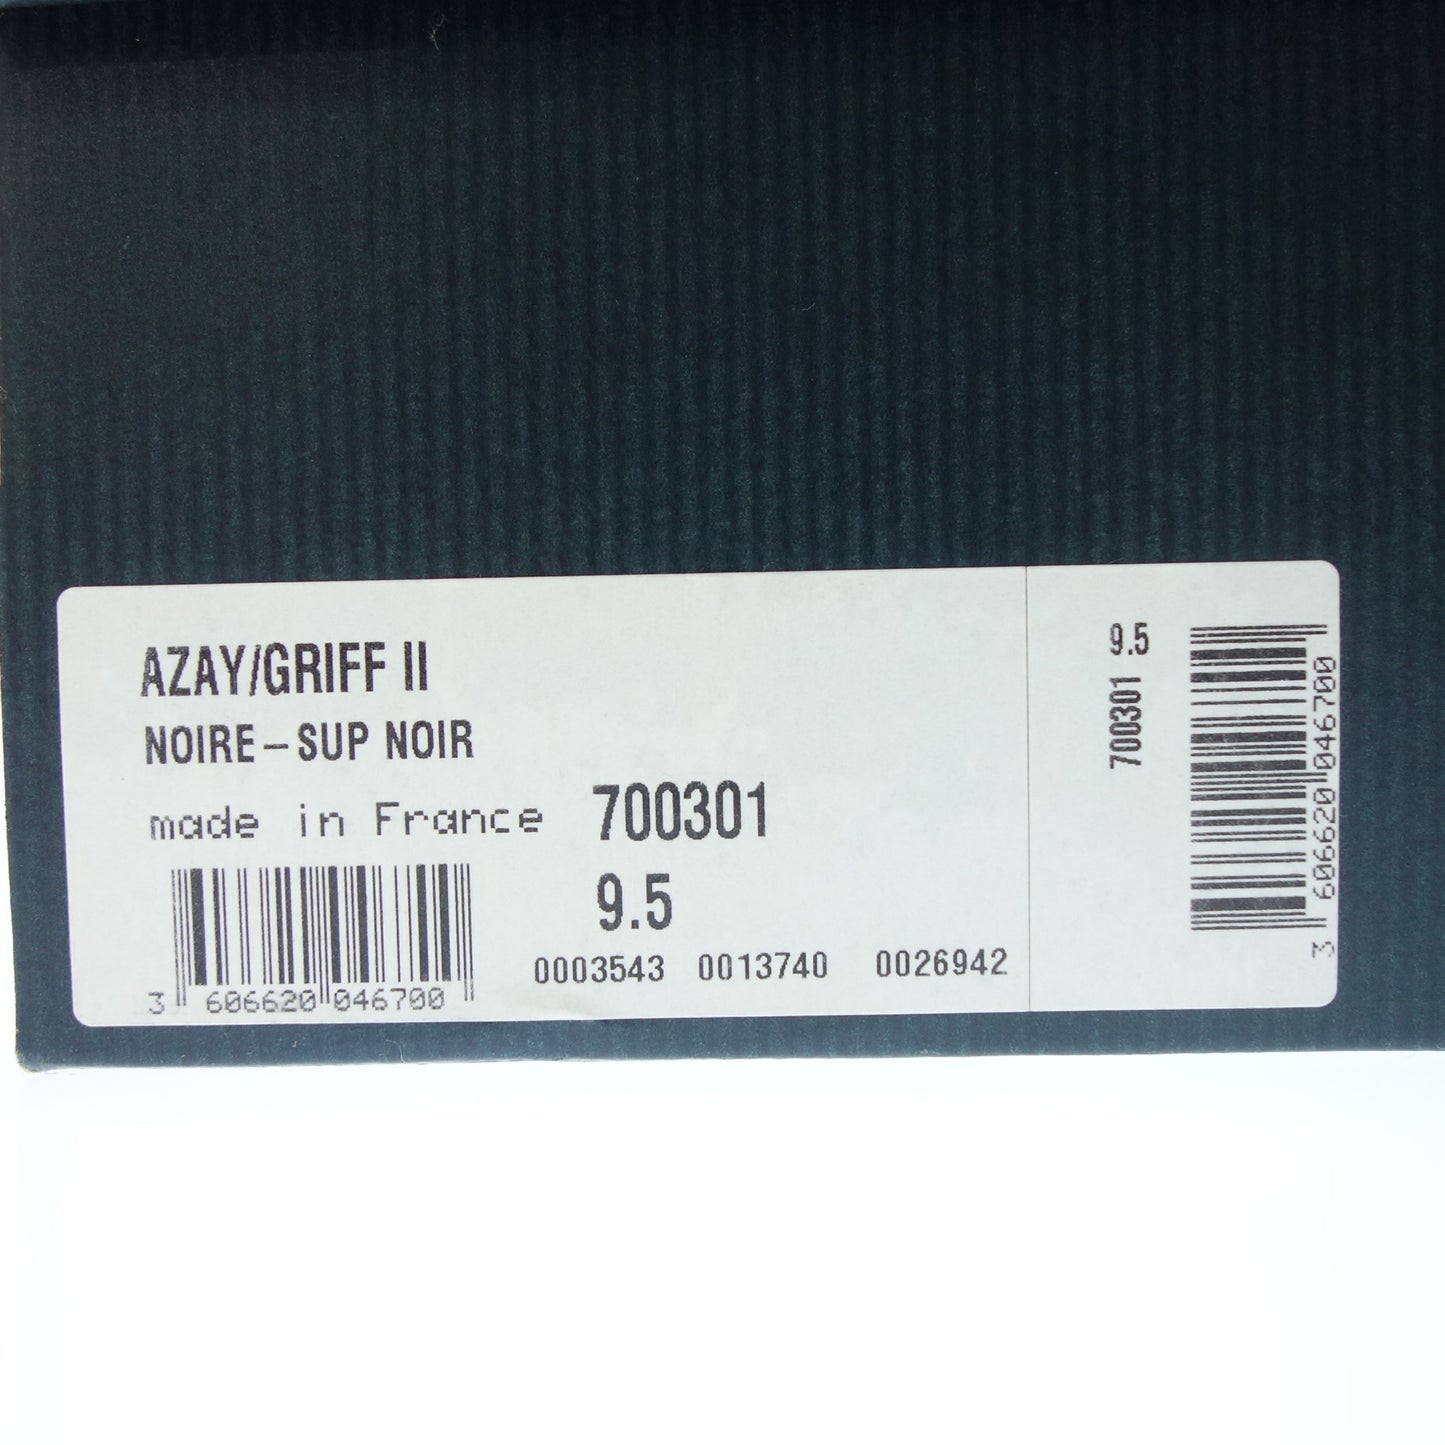 AZAY/GRIFF II
NOIRE-SUP NOIR
made in France 700301
9.5
0003543 0013740 0026942
3 606620 046700
9.5
700301
3 606620 046700